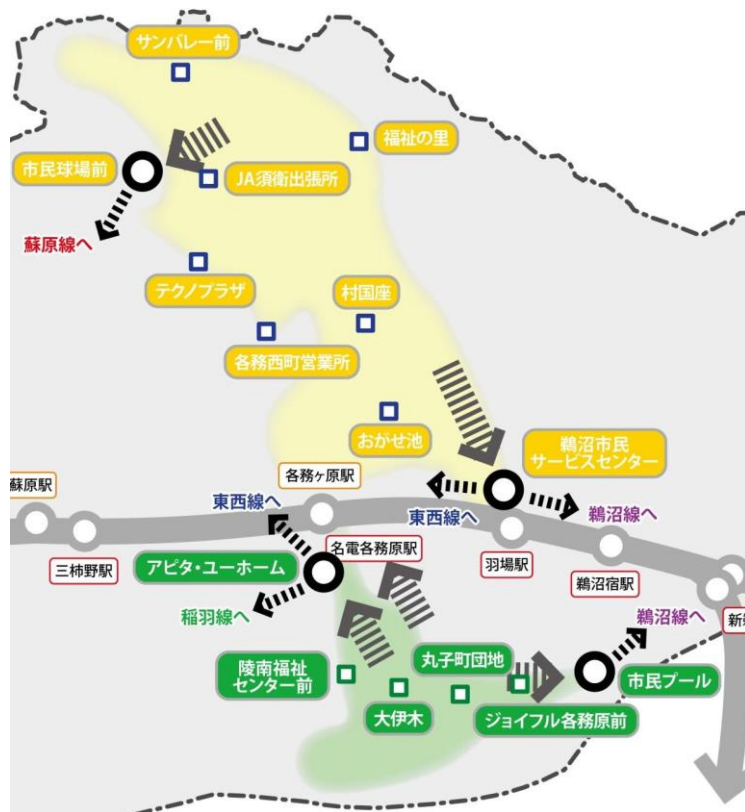 サンバレー前
福祉の里
市民球場前
JA須衛出張所
蘇原線へ
テクノプラザ
村国座
各務西町営業所
おがせ池
鵜沼市民
サービスセンター
蘇原駅
各務ヶ原駅
東西線へ
東西線へ
鵜沼線へ
三柿野駅
名電各務原駅
羽場駅
鵜沼宿駅
アピタ・ユーホーム
稲羽線へ
鵜沼線へ
陵南福祉
センター前
丸子町団地
市民プール
大伊木
ジョイフル各務原前